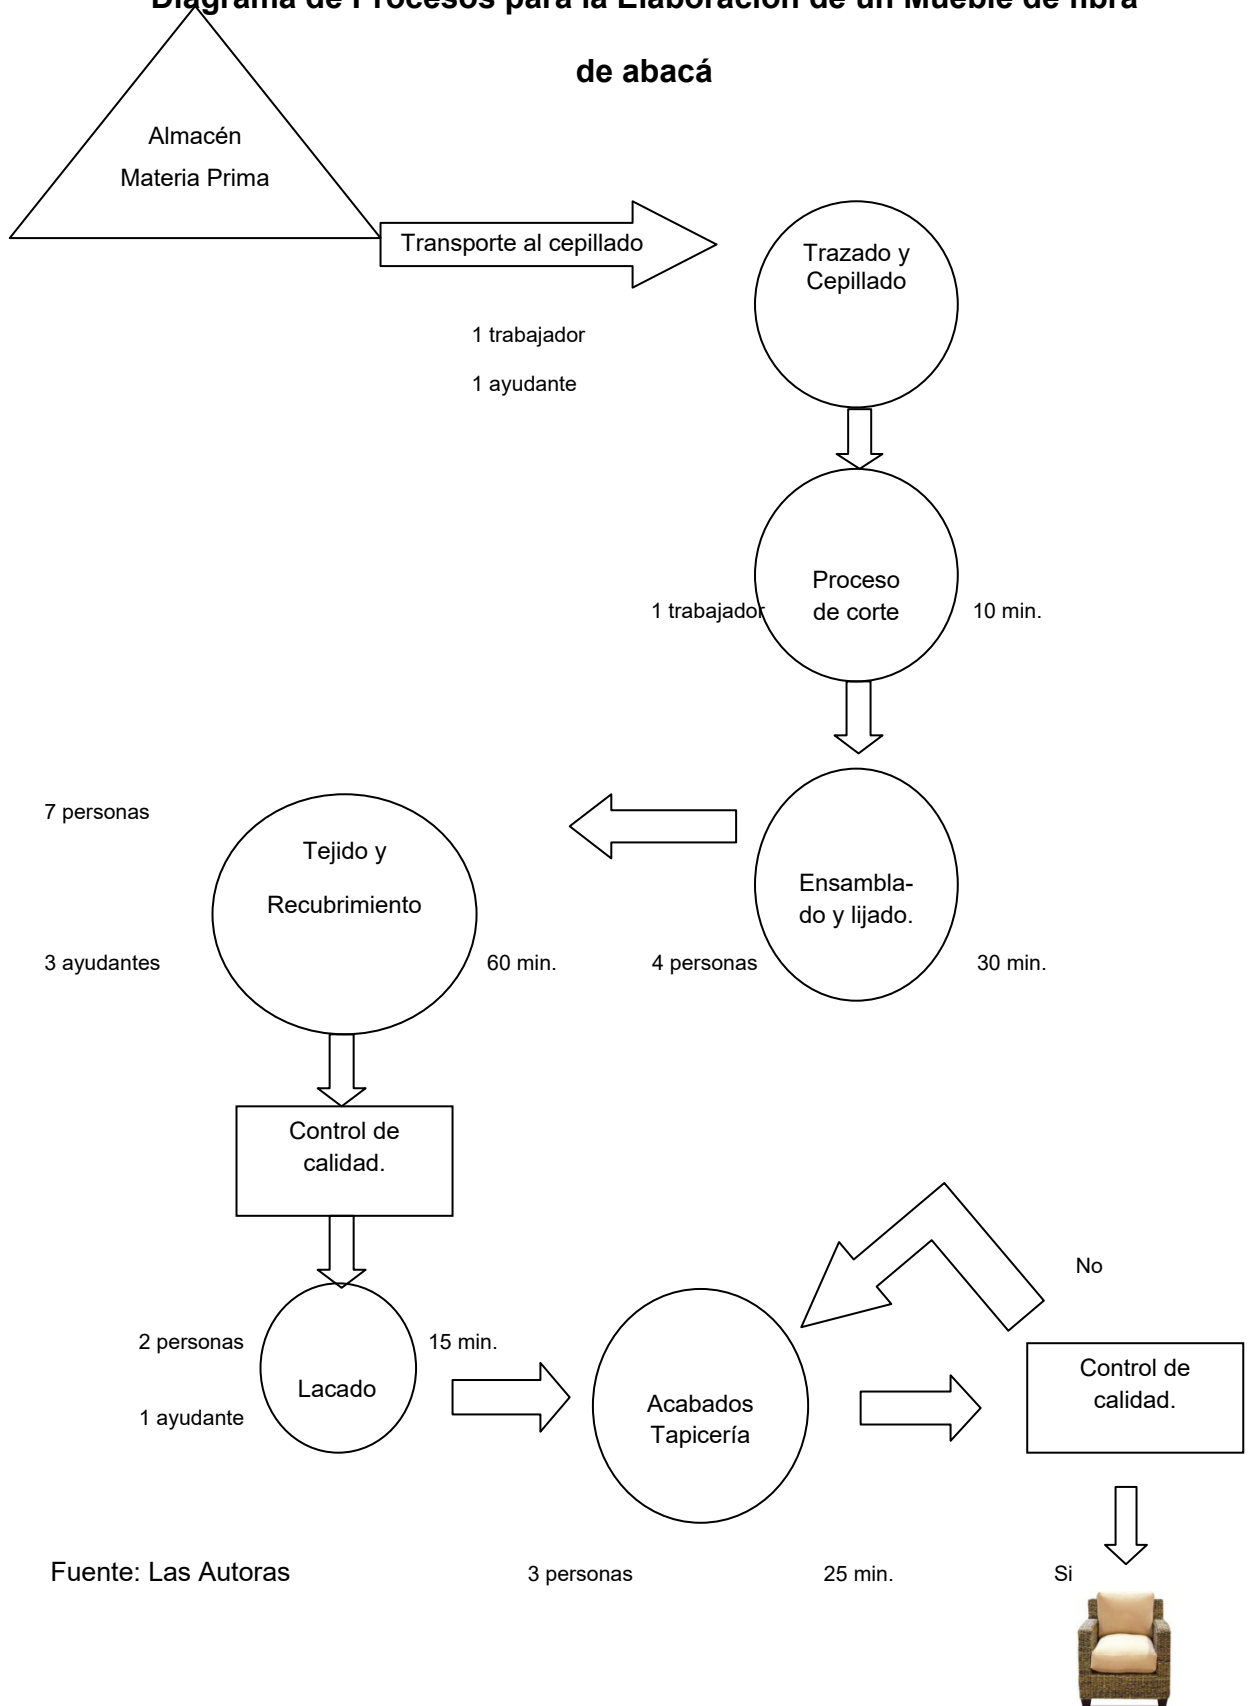 Diagrama de Procesos para la Elaboración de un Mueble de fibra
de abacá
Almacén
Materia Prima
Transporte al cepillado
Trazado y
Cepillado
1 trabajador
1 ayudante
Proceso
de corte
1 trabajador
10 min.
7 personas
Tejido y
Recubrimiento
3 ayudantes
60 min.
Ensambla-
do y lijado.
4 personas
30 min.
Control de
calidad.
No
2 personas
15 min.
Lacado
1 ayudante
Acabados
Tapicería
Control de
calidad.
Fuente: Las Autoras
3 personas
25 min.
Si